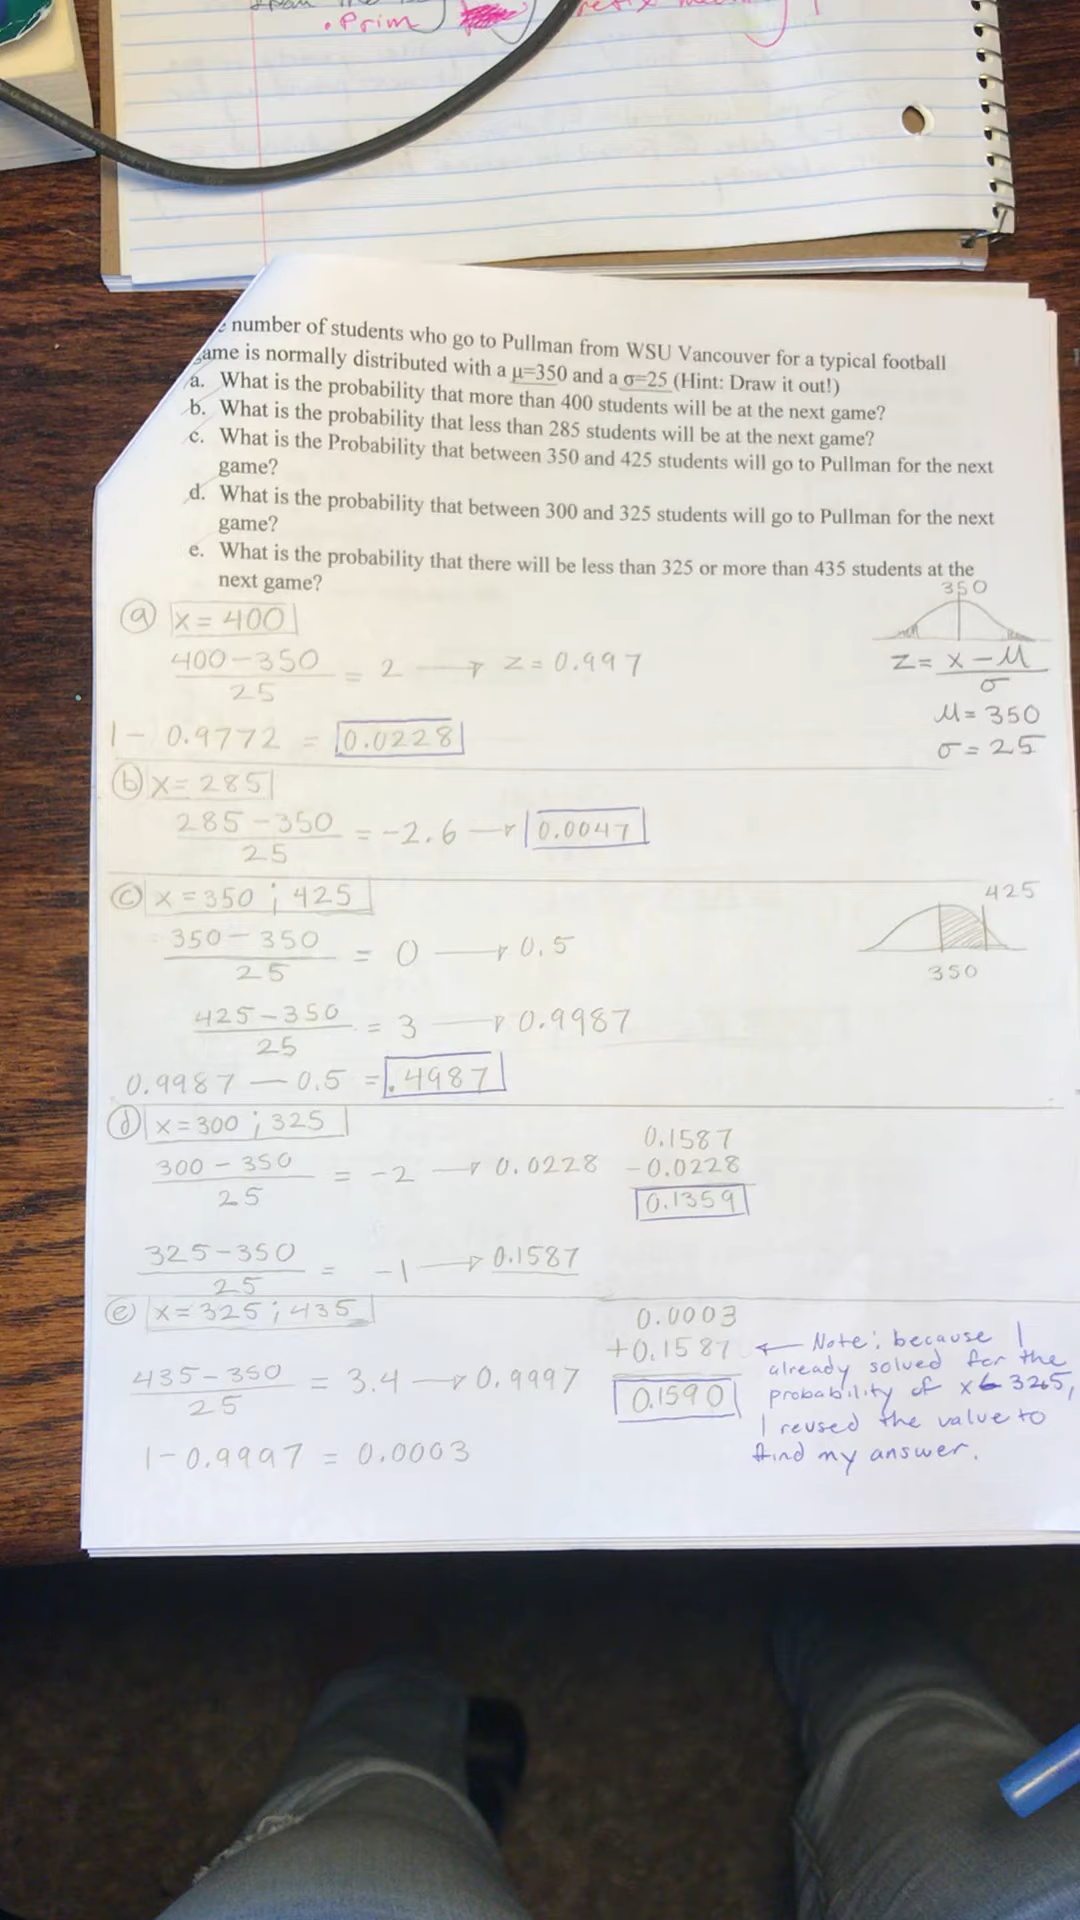 . Prim
number of students who go to Pullman from WSU Vancouver for a typical football
game is normally distributed with a μ=350 and a σ=25 (Hint: Draw it out!)
a. What is the probability that more than 400 students will be at the next game?
b. What is the probability that less than 285 students will be at the next game?
c. What is the Probability that between 350 and 425 students will go to Pullman for the next
game?
d. What is the probability that between 300 and 325 students will go to Pullman for the next
game?
e. What is the probability that there will be less than 325 or more than 435 students at the
next game?
350
z = x - μ
σ
μ = 350
σ = 25
a x = 400
400 - 350
25
= 2 → z = 0.997
1 - 0.9772 = 0.0228
b x = 285
285 - 350
25
= -2.6 → 0.0047
c x = 350 ; 425
350 - 350
25
= 0 → 0.5
425
350
425 - 350
25
= 3 → 0.9987
0.9987 - 0.5 = .4987
d x = 300 ; 325
300 - 350
25
= -2 → 0.0228
0.1587
- 0.0228
0.1359
325 - 350
25
= -1 → 0.1587
e x = 325 ; 435
435 - 350
25
= 3.4 → 0.9997
1 - 0.9997 = 0.0003
0.0003
+ 0.1587
0.1590
← Note: because I
already solved for the
probability of x
I reused the value to
find my answer.